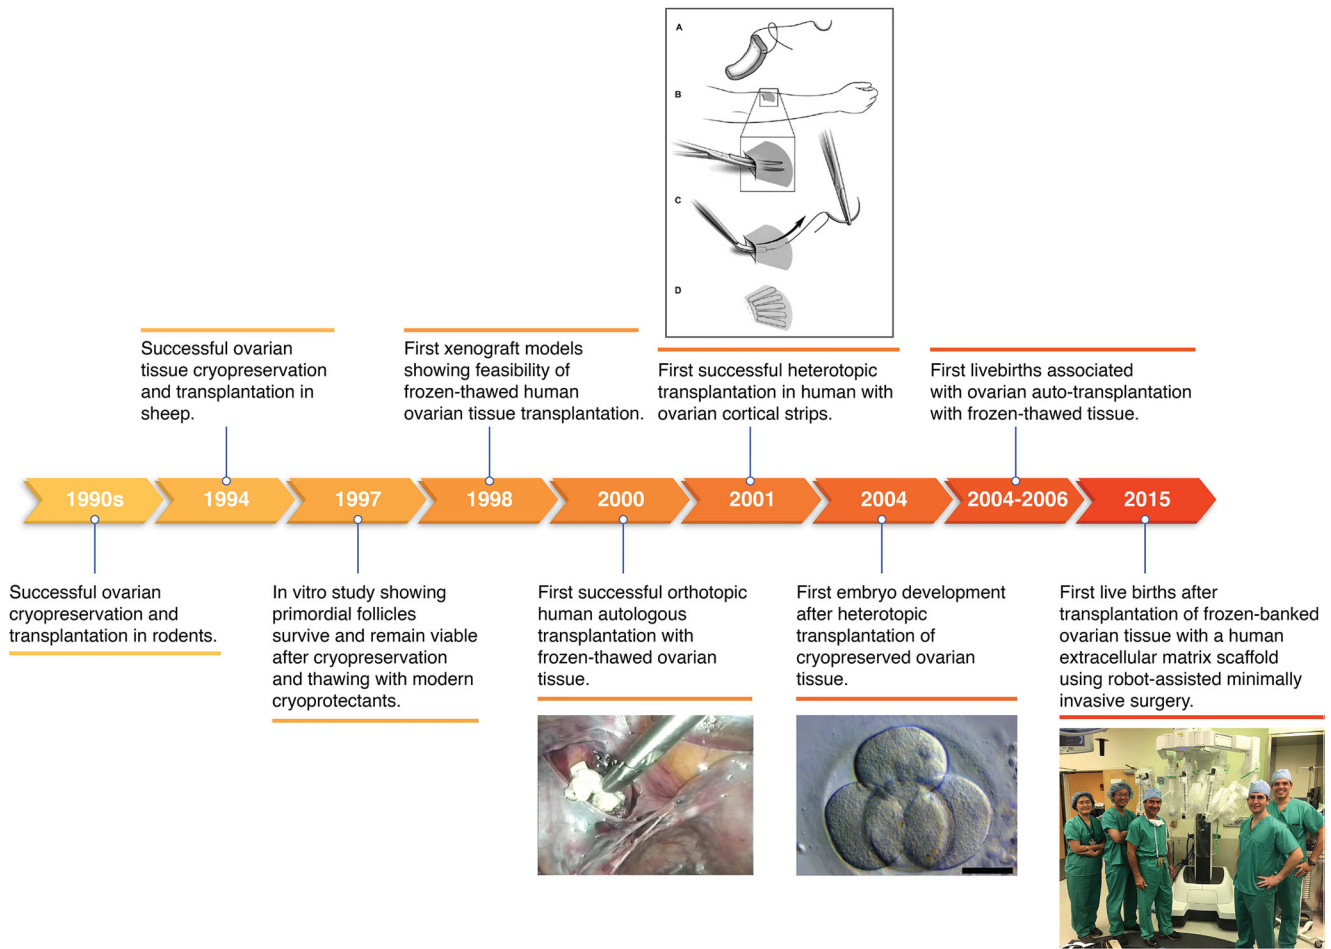 A
B
C
D
Successful ovarian
tissue cryopreservation
and transplantation in
sheep.
First xenograft models
showing feasibility of
frozen-thawed human
ovarian tissue transplantation.
First successful heterotopic
transplantation in human with
ovarian cortical strips.
First livebirths associated
with ovarian auto-transplantation
with frozen-thawed tissue.
1990s
1994
1997
1998
2000
2001
2004
2004-2006
2015
Successful ovarian
cryopreservation and
transplantation in rodents.
In vitro study showing
primordial follicles
survive and remain viable
after cryopreservation
and thawing with modern
cryoprotectants.
First successful orthotopic
human autologous
transplantation with
frozen-thawed ovarian
tissue.
First embryo development
after heterotopic
transplantation of
cryopreserved ovarian
tissue.
First live births after
transplantation of frozen-banked
ovarian tissue with a human
extracellular matrix scaffold
using robot-assisted minimally
invasive surgery.